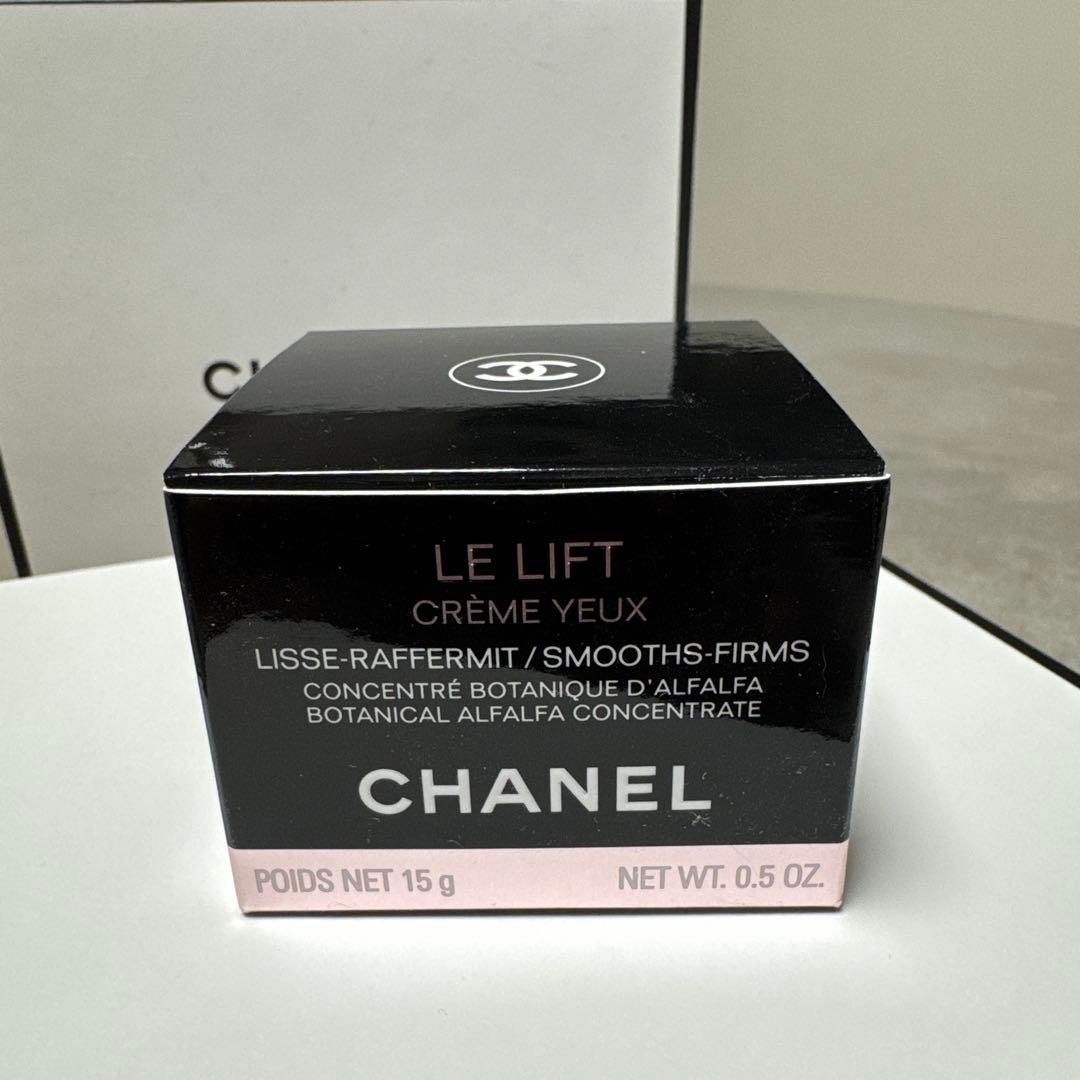 LE LIFT
CRÈME YEUX
LISSE-RAFFERMIT / SMOOTHS-FIRMS
CONCENTRÉ BOTANIQUE D'ALFALFA
BOTANICAL ALFALFA CONCENTRATE
CHANEL
POIDS NET 15 g NET WT. 0.5 OZ.